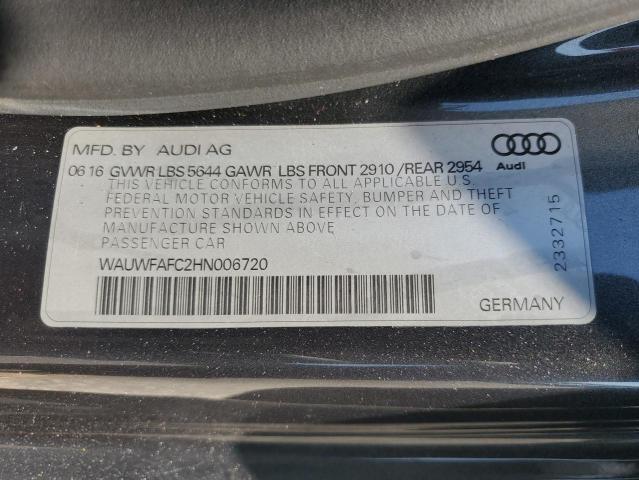 MFD. BY AUDI AG
Audi
06 16 GVWR LBS 5644 GAWR LBS FRONT 2910 /REAR 2954
THIS VEHICLE CONFORMS TO ALL APPLICABLE U.S.
FEDERAL MOTOR VEHICLE SAFETY, BUMPER AND THEFT
PREVENTION STANDARDS IN EFFECT ON THE DATE OF
MANUFACTURE SHOWN ABOVE
PASSENGER CAR
WAUWFAFC2HN006720
2332715
GERMANY